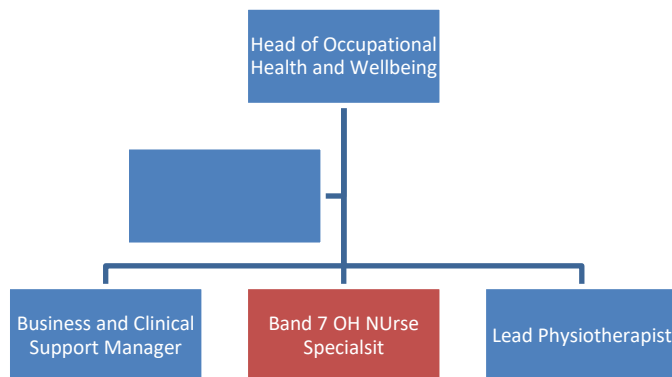 Head of Occupational
Health and Wellbeing
Business and Clinical
Support Manager
Band 7 OH NUrse
Specialsit
Lead Physiotherapist